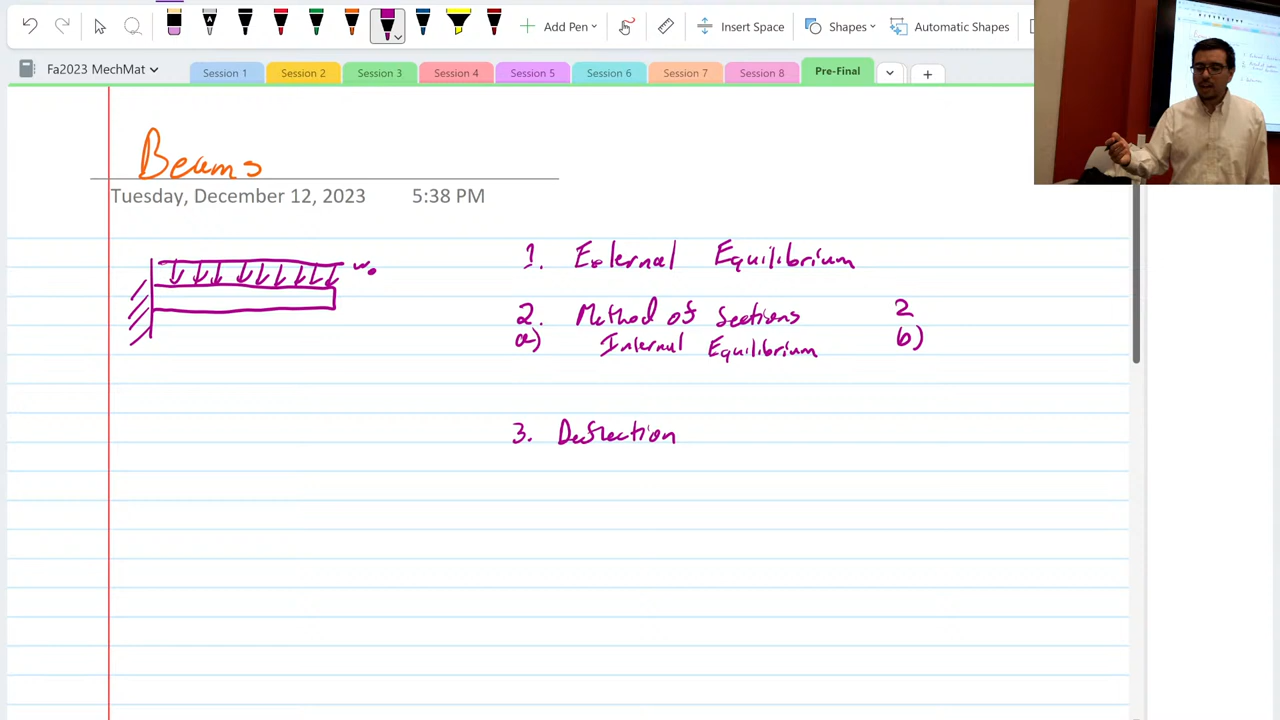 Add Pen
Insert Space
Shapes
Automatic Shapes
Fa2023 MechMat
Session 1
Session 2
Session 3
Session 4
Session 5
Session 6
Session 7
Session 8
Pre-Final
Beams
Tuesday, December 12, 2023 5:38 PM
w₀
1. External Equilibrium
2. Method of Sections 2
a) Internal Equilibrium b)
3. Deflection